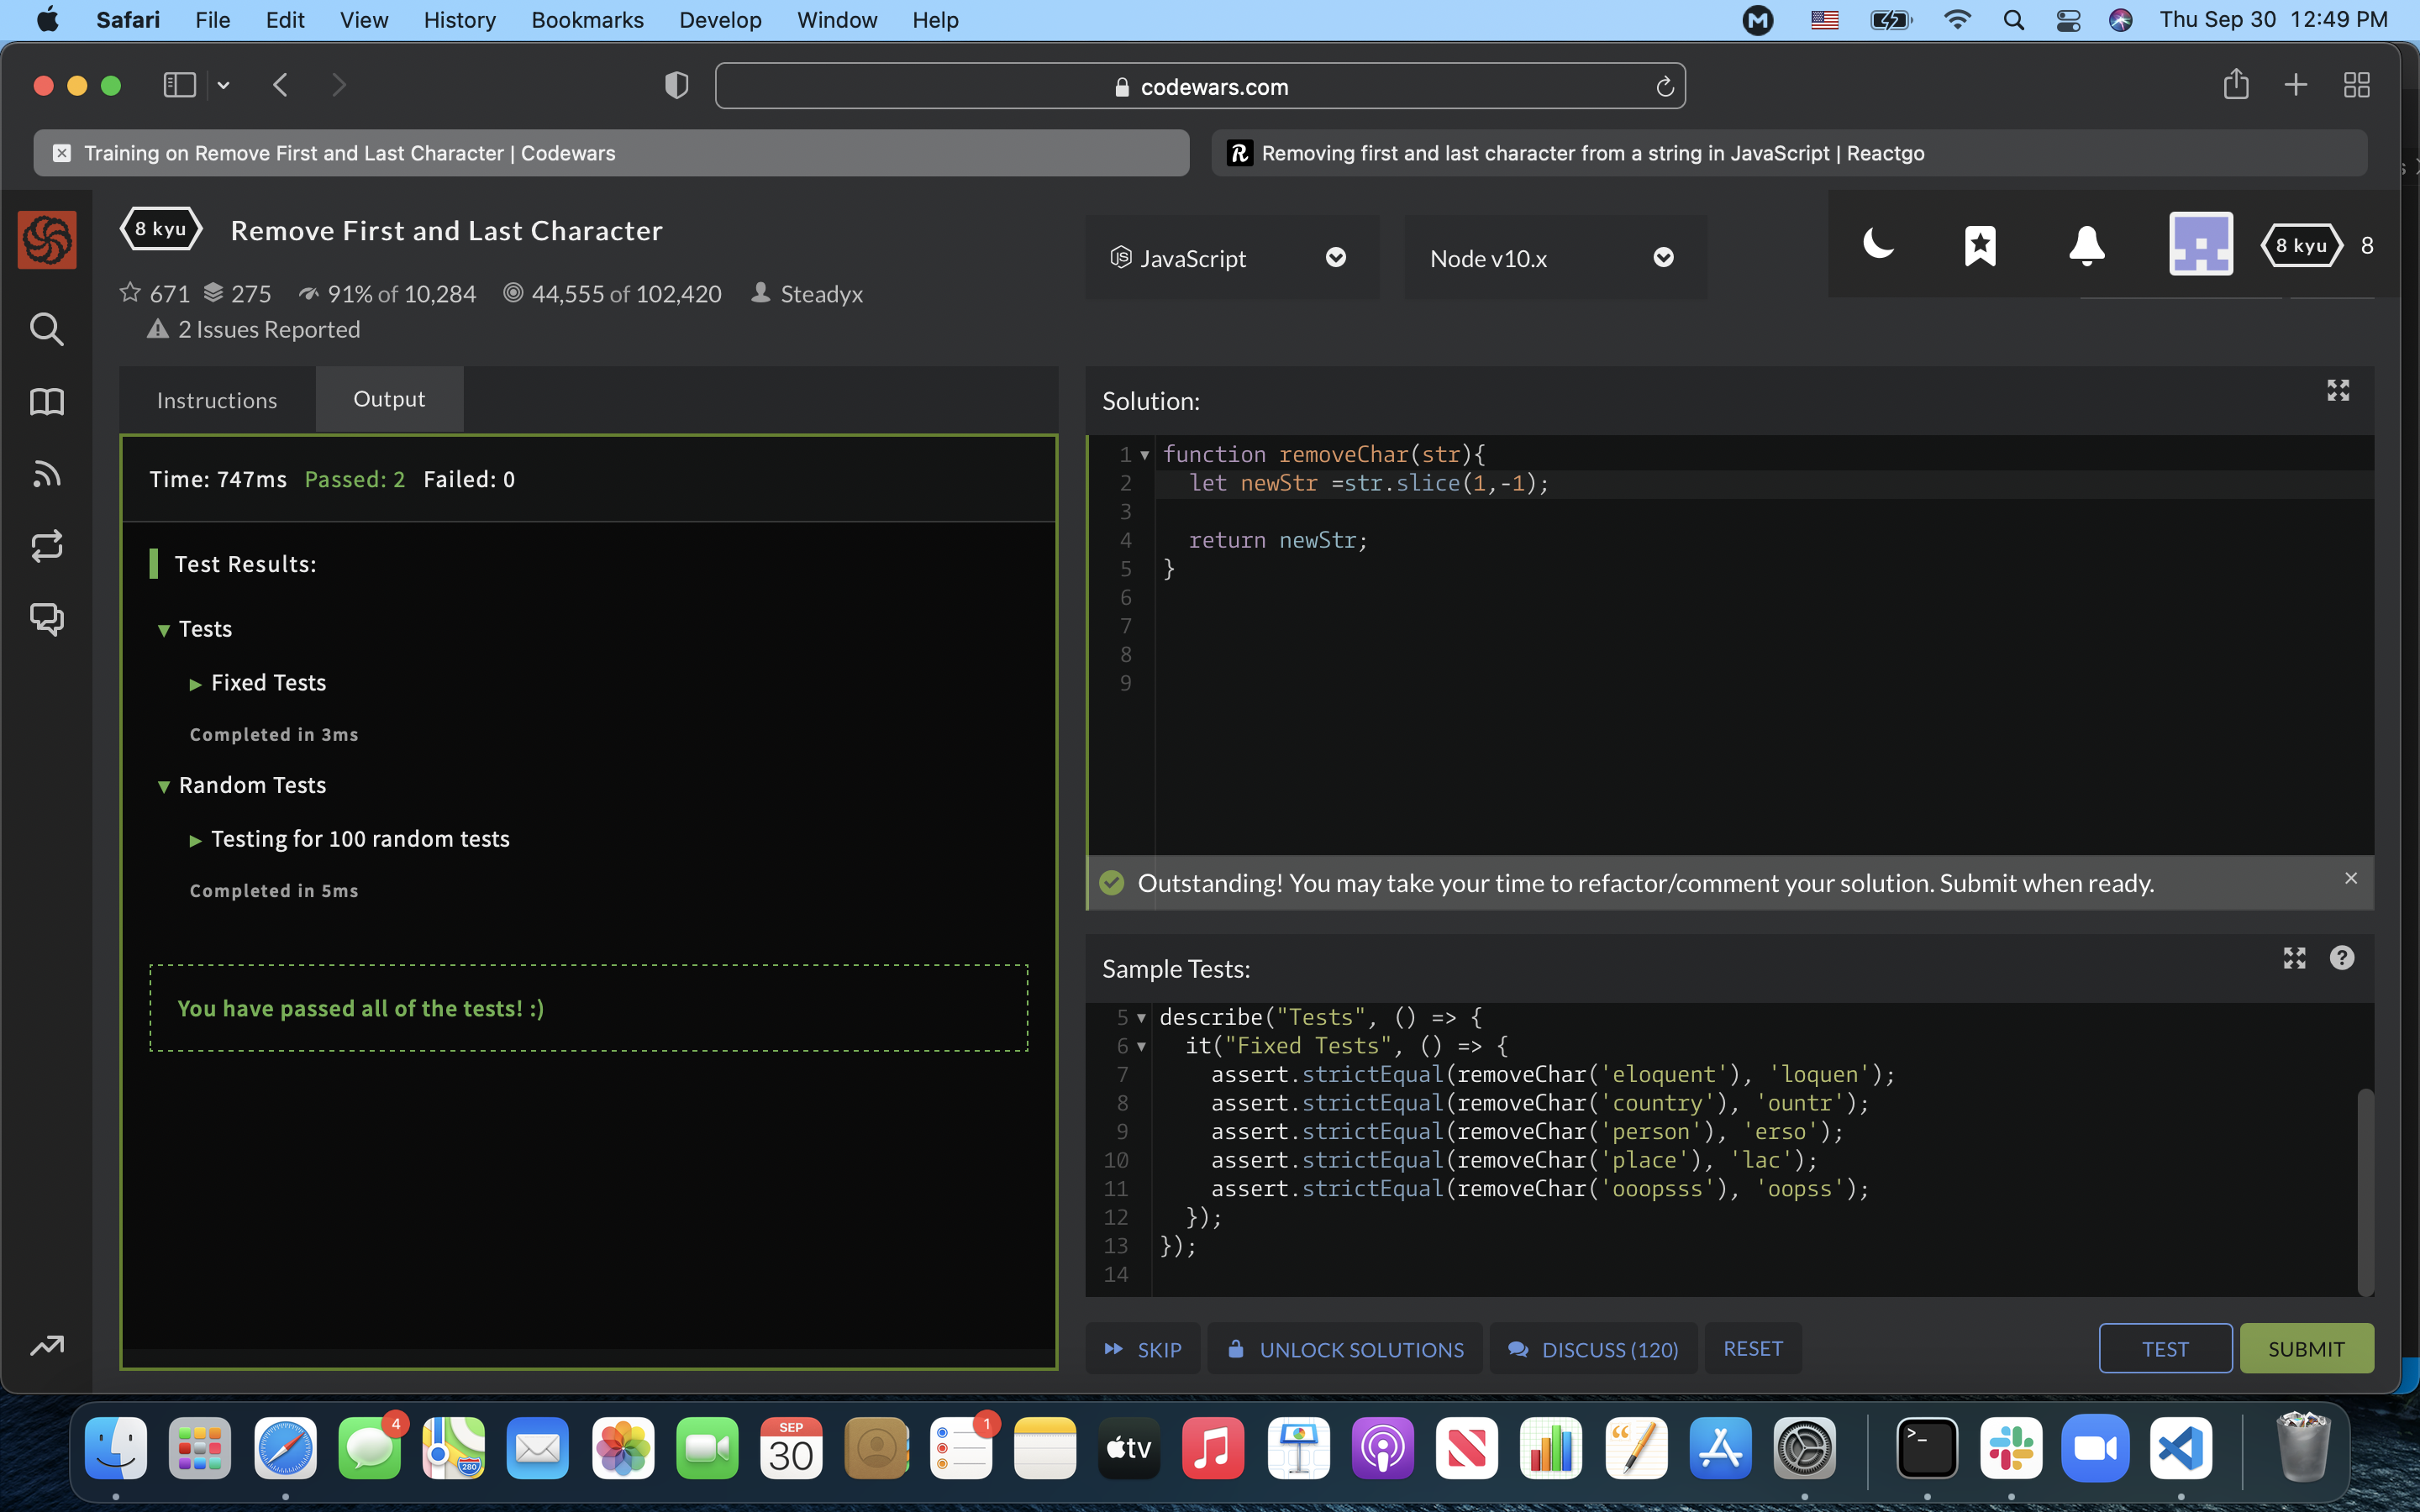 Safari File Edit View History Bookmarks Develop Window Help Thu Sep 30 12:49 PM
codewars.com
Training on Remove First and Last Character | Codewars
Removing first and last character from a string in JavaScript | Reactgo
8 kyu Remove First and Last Character
671 275 91% of 10,284 44,555 of 102,420 Steadyx
2 Issues Reported
JavaScript
Node v10.x
8 kyu 8
Instructions Output
Time: 747ms Passed: 2 Failed: 0
Test Results:
Tests
Fixed Tests
Completed in 3ms
Random Tests
Testing for 100 random tests
Completed in 5ms
You have passed all of the tests! :)
Solution:
1 function removeChar(str){
2   let newStr =str.slice(1,-1);
3
4   return newStr;
5 }
6
7
8
9
Outstanding! You may take your time to refactor/comment your solution. Submit when ready.
Sample Tests:
5 describe("Tests", () => {
6   it("Fixed Tests", () => {
7     assert.strictEqual(removeChar('eloquent'), 'loquen');
8     assert.strictEqual(removeChar('country'), 'ountr');
9     assert.strictEqual(removeChar('person'), 'erso');
10     assert.strictEqual(removeChar('place'), 'lac');
11     assert.strictEqual(removeChar('ooopsss'), 'oopss');
12   });
13 });
14
SKIP UNLOCK SOLUTIONS DISCUSS (120) RESET TEST SUBMIT
4
280
SEP
30
1
tv
>_